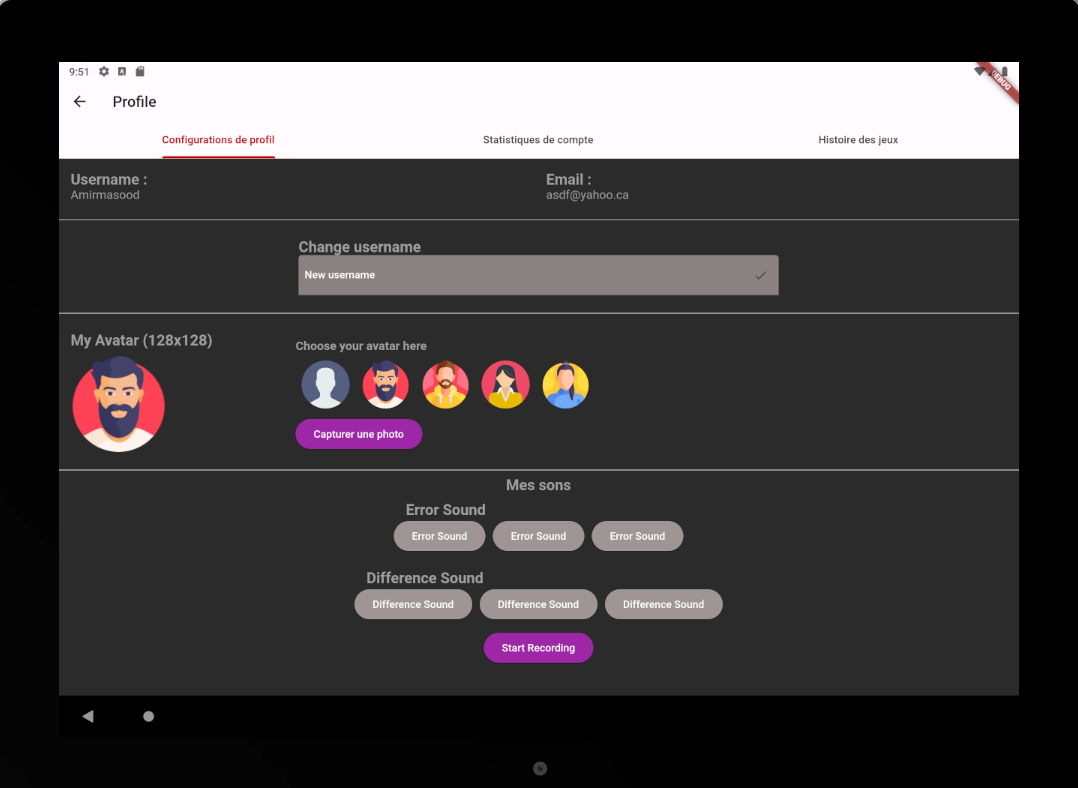 9:51
DEBUG
Profile
Configurations de profil
Statistiques de compte
Histoire des jeux
Username :
Amirmasood
Email :
asdf@yahoo.ca
Change username
New username
My Avatar (128x128)
Choose your avatar here
Capturer une photo
Mes sons
Error Sound
Error Sound Error Sound Error Sound
Difference Sound
Difference Sound Difference Sound Difference Sound
Start Recording